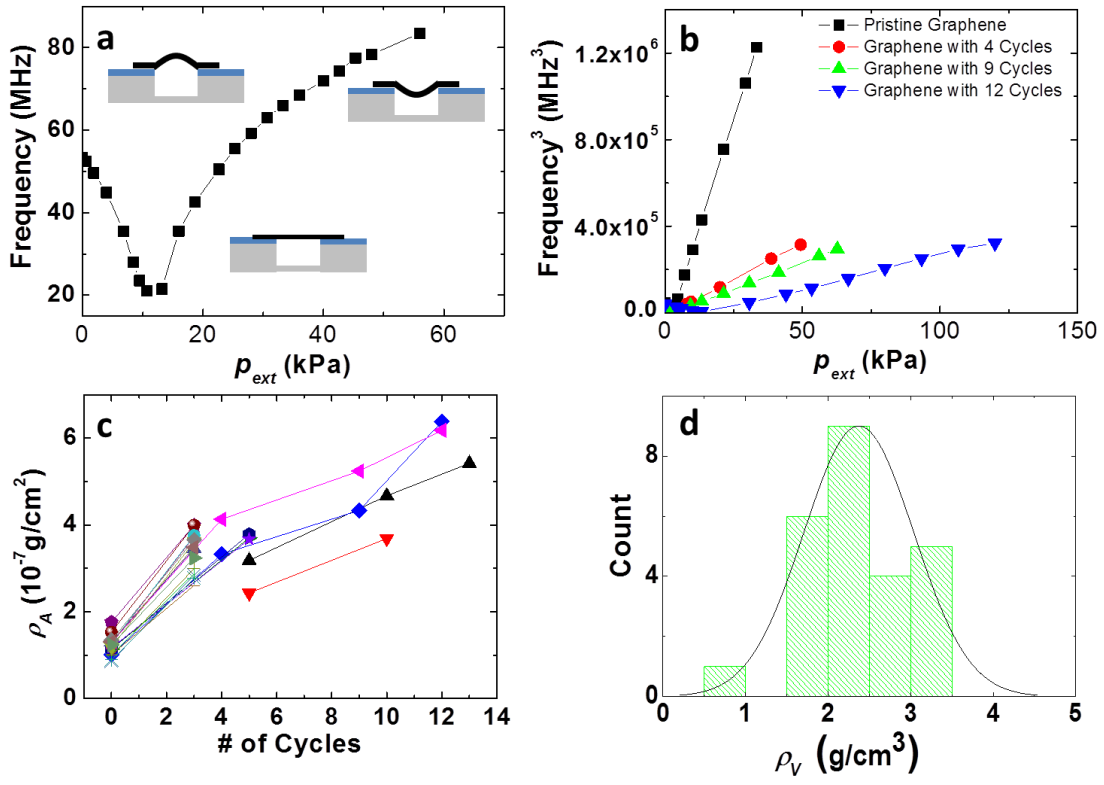 a
Frequency (MHz)
80
60
40
20
0
20
40
60
p_ext (kPa)
b
Frequency³ (MHz³)
1.2x10⁶
8.0x10⁵
4.0x10⁵
0.0
0
50
100
150
p_ext (kPa)
Pristine Graphene
Graphene with 4 Cycles
Graphene with 9 Cycles
Graphene with 12 Cycles
c
ρ_A (10⁻⁷g/cm²)
6
4
2
0
0
2
4
6
8
10
12
14
# of Cycles
d
Count
8
4
0
0
1
2
3
4
5
ρ_V (g/cm³)